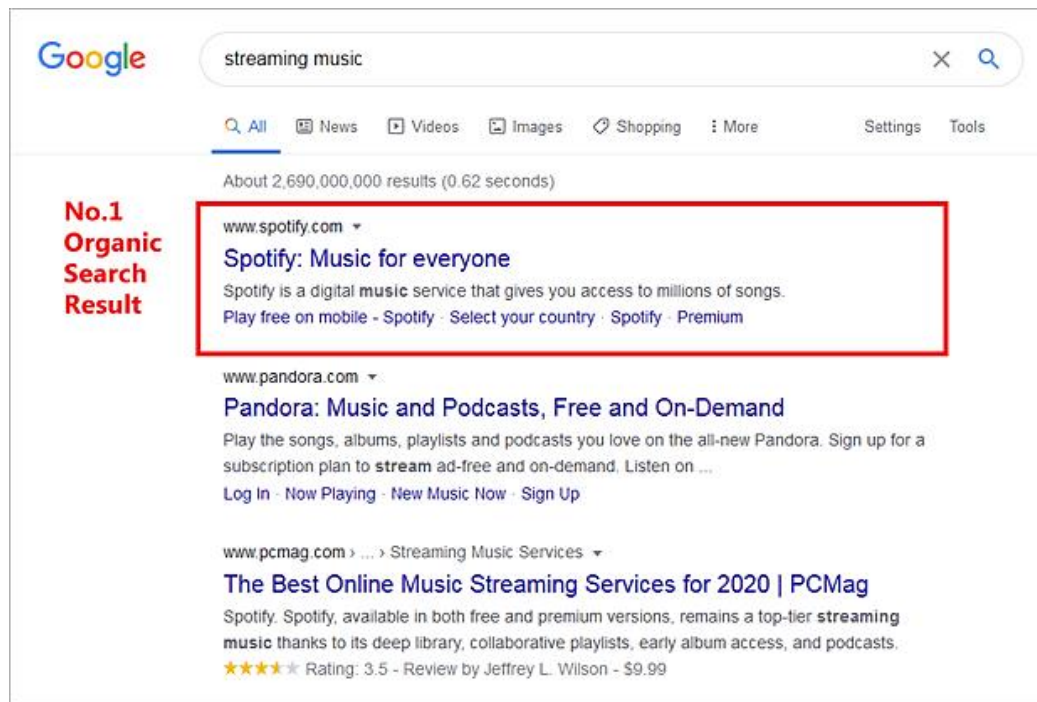 Google
streaming music
All News Videos Images Shopping More Settings Tools
About 2,690,000,000 results (0.62 seconds)
No.1
Organic
Search
Result
www.spotify.com
Spotify: Music for everyone
Spotify is a digital music service that gives you access to millions of songs.
Play free on mobile - Spotify · Select your country · Spotify · Premium
www.pandora.com
Pandora: Music and Podcasts, Free and On-Demand
Play the songs, albums, playlists and podcasts you love on the all-new Pandora. Sign up for a
subscription plan to stream ad-free and on-demand. Listen on ...
Log In · Now Playing · New Music Now · Sign Up
www.pcmag.com › ... › Streaming Music Services
The Best Online Music Streaming Services for 2020 | PCMag
Spotify. Spotify, available in both free and premium versions, remains a top-tier streaming
music thanks to its deep library, collaborative playlists, early album access, and podcasts.
Rating: 3.5 - Review by Jeffrey L. Wilson - $9.99